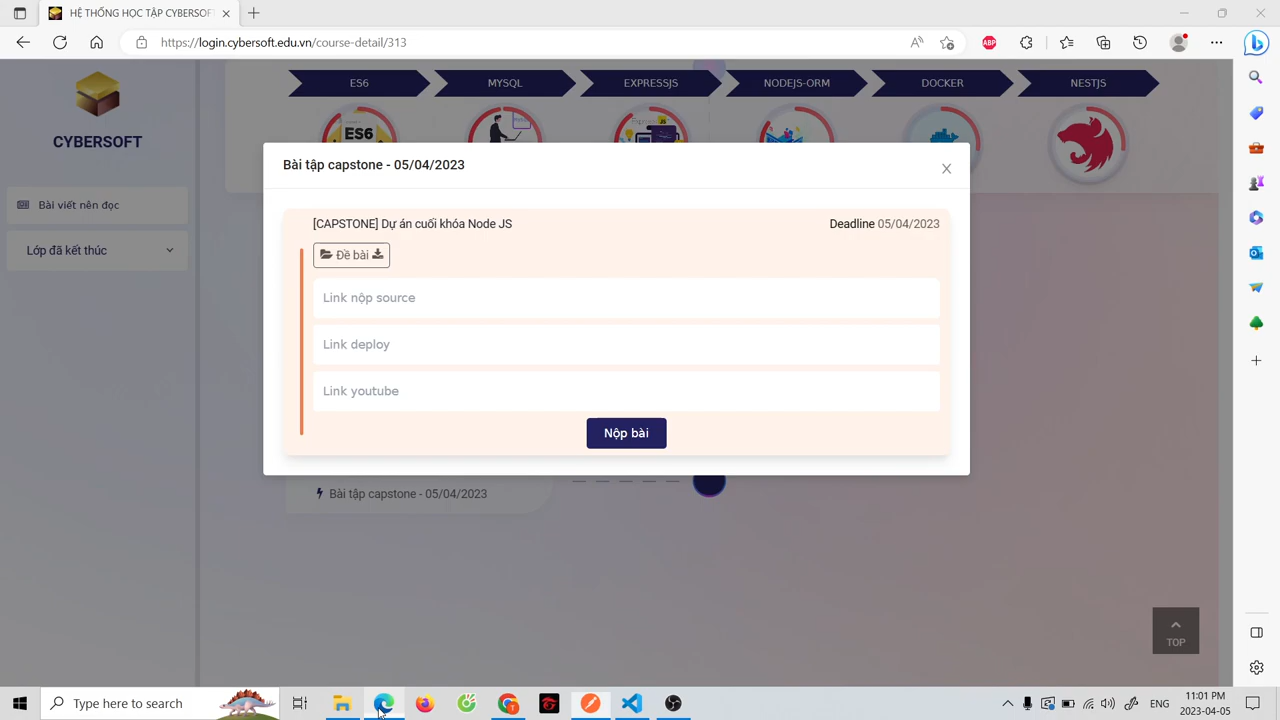 HỆ THỐNG HỌC TẬP CYBERSOFT
https://login.cybersoft.edu.vn/course-detail/313
CYBERSOFT
Bài viết nên đọc
Lớp đã kết thúc
ES6
MYSQL
EXPRESSJS
NODEJS-ORM
DOCKER
NESTJS
ES6
Bài tập capstone - 05/04/2023
[CAPSTONE] Dự án cuối khóa Node JS
Deadline 05/04/2023
Đề bài
Link nộp source
Link deploy
Link youtube
Nộp bài
Bài tập capstone - 05/04/2023
TOP
Type here to search
ENG
11:01 PM
2023-04-05